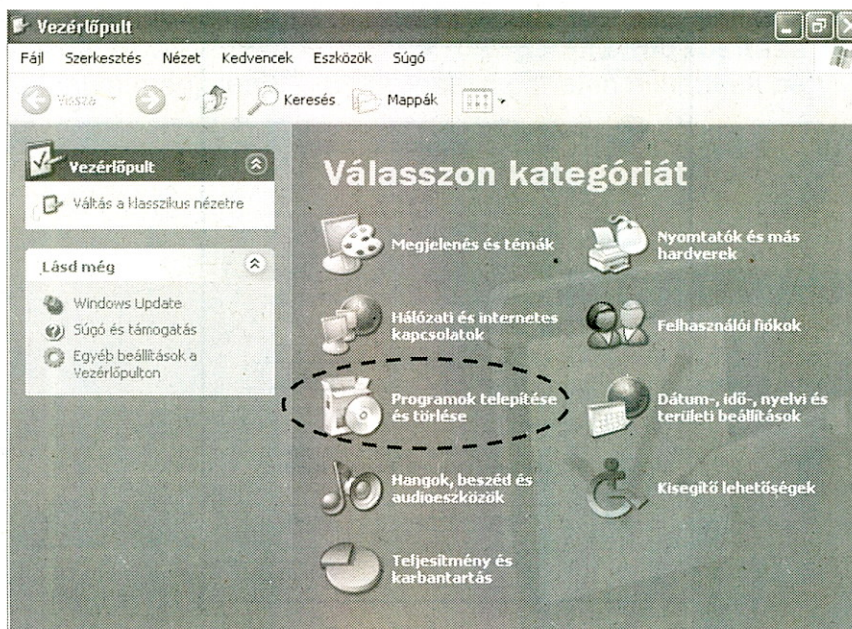 Vezérlőpult
Fájl Szerkesztés Nézet Kedvencek Eszközök Súgó
Vissza Keresés Mappák
Vezérlőpult
Váltás a klasszikus nézetre
Lásd még
Windows Update
Súgó és támogatás
Egyéb beállítások a
Vezérlőpulton
Válasszon kategóriát
Megjelenés és témák
Nyomtatók és más
hardverek
Hálózati és internetes
kapcsolatok
Felhasználói fiókok
Programok telepítése
és törlése
Dátum-, idő-, nyelvi és
területi beállítások
Hangok, beszéd és
audioeszközök
Kisegítő lehetőségek
Teljesítmény és
karbantartás